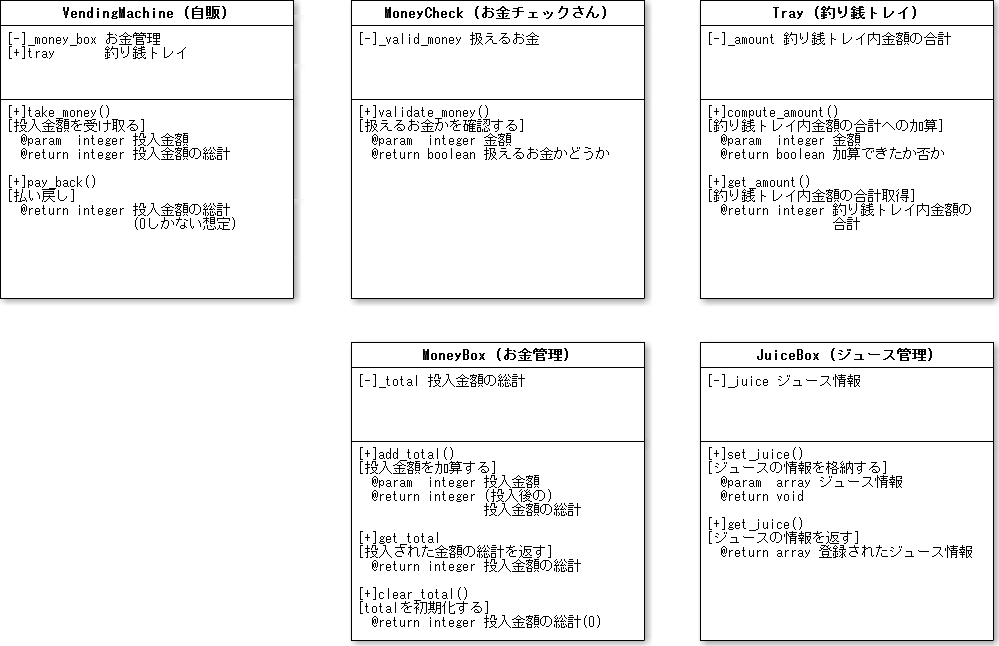 VendingMachine (自販)
[-]_money_box お金管理
[+]tray 釣り銭トレイ
[+]take_money()
[投入金額を受け取る]
@param integer 投入金額
@return integer 投入金額の総計
[+]pay_back()
[払い戻し]
@return integer 投入金額の総計
(0しかない想定)
MoneyCheck (お金チェックさん)
[-]_valid_money 扱えるお金
[+]validate_money()
[扱えるお金かを確認する]
@param integer 金額
@return boolean 扱えるお金かどうか
Tray (釣り銭トレイ)
[-]_amount 釣り銭トレイ内金額の合計
[+]compute_amount()
[釣り銭トレイ内金額の合計への加算]
@param integer 金額
@return boolean 加算できたか否か
[+]get_amount()
[釣り銭トレイ内金額の合計取得]
@return integer 釣り銭トレイ内金額の
合計
MoneyBox (お金管理)
[-]_total 投入金額の総計
[+]add_total()
[投入金額を加算する]
@param integer 投入金額
@return integer (投入後の)
投入金額の総計
[+]get_total
[投入された金額の総計を返す]
@return integer 投入金額の総計
[+]clear_total()
[totalを初期化する]
@return integer 投入金額の総計(0)
JuiceBox (ジュース管理)
[-]_juice ジュース情報
[+]set_juice()
[ジュースの情報を格納する]
@param array ジュース情報
@return void
[+]get_juice()
[ジュースの情報を返す]
@return array 登録されたジュース情報